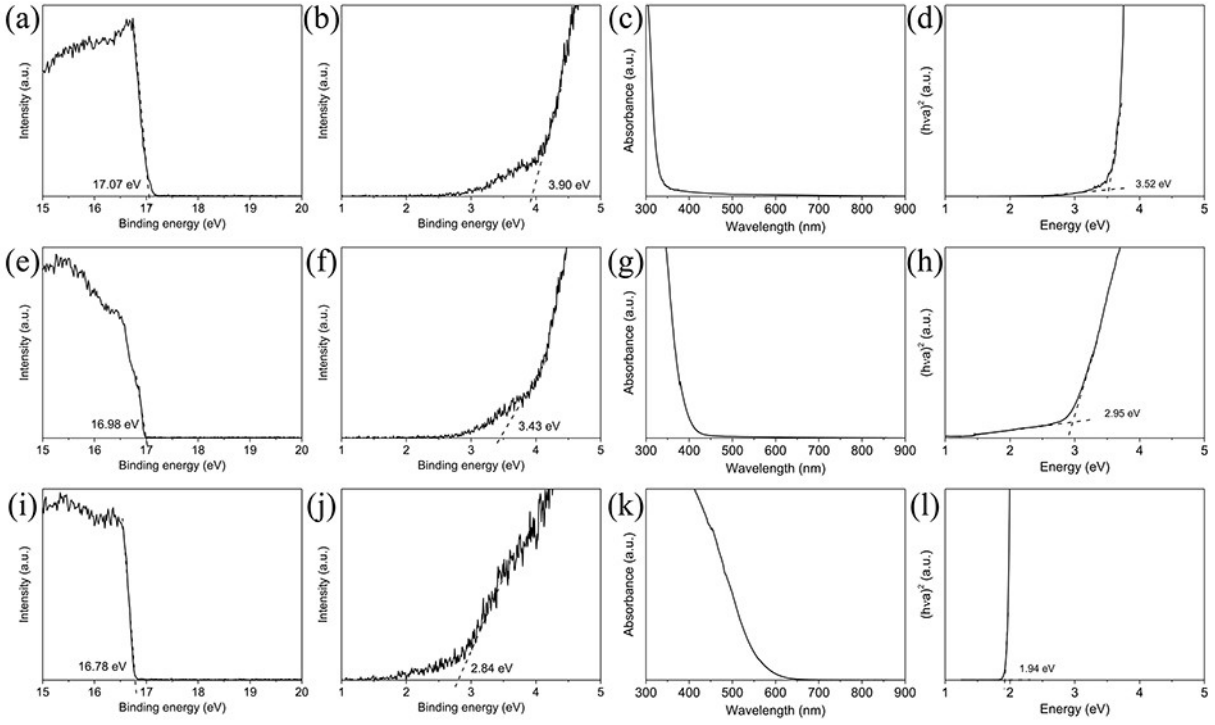 (a)
Intensity (a.u.)
17.07 eV
15 16 17 18 19 20
Binding energy (eV)
(b)
Intensity (a.u.)
3.90 eV
1 2 3 4 5
Binding energy (eV)
(c)
Absorbance (a.u.)
300 400 500 600 700 800 900
Wavelength (nm)
(d)
(hva)² (a.u.)
3.52 eV
1 2 3 4 5
Energy (eV)
(e)
Intensity (a.u.)
16.98 eV
15 16 17 18 19 20
Binding energy (eV)
(f)
Intensity (a.u.)
3.43 eV
1 2 3 4 5
Binding energy (eV)
(g)
Absorbance (a.u.)
300 400 500 600 700 800 900
Wavelength (nm)
(h)
(hva)² (a.u.)
2.95 eV
1 2 3 4 5
Energy (eV)
(i)
Intensity (a.u.)
16.78 eV
15 16 17 18 19 20
Binding energy (eV)
(j)
Intensity (a.u.)
2.84 eV
1 2 3 4 5
Binding energy (eV)
(k)
Absorbance (a.u.)
300 400 500 600 700 800 900
Wavelength (nm)
(l)
(hva)² (a.u.)
1.94 eV
1 2 3 4 5
Energy (eV)